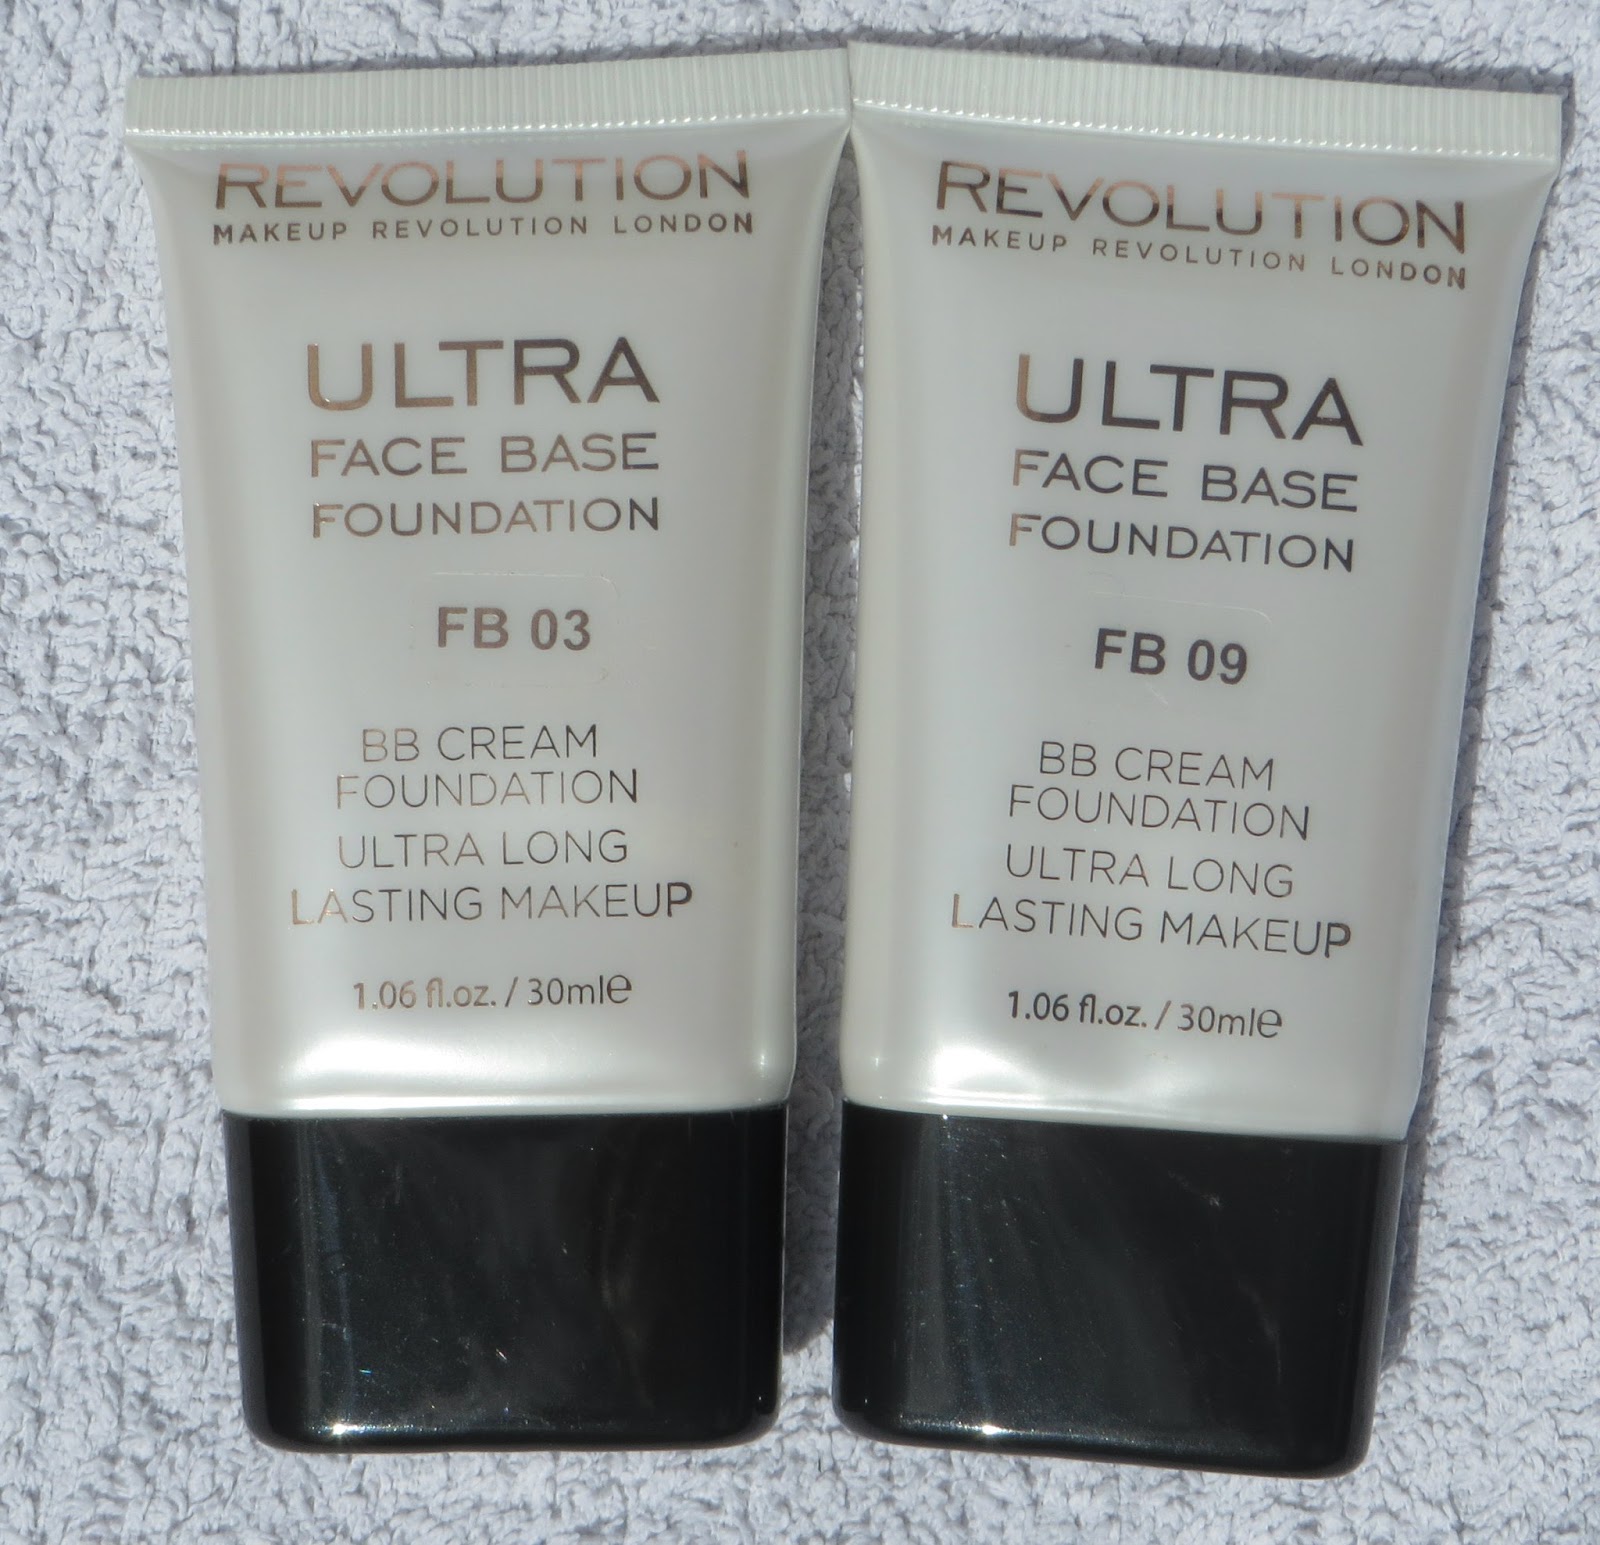 REVOLUTION
MAKEUP REVOLUTION LONDON
ULTRA
FACE BASE
FOUNDATION
FB 03
BB CREAM
FOUNDATION
ULTRA LONG
LASTING MAKEUP
1.06 fl.oz. / 30ml℮
REVOLUTION
MAKEUP REVOLUTION LONDON
ULTRA
FACE BASE
FOUNDATION
FB 09
BB CREAM
FOUNDATION
ULTRA LONG
LASTING MAKEUP
1.06 fl.oz. / 30ml℮